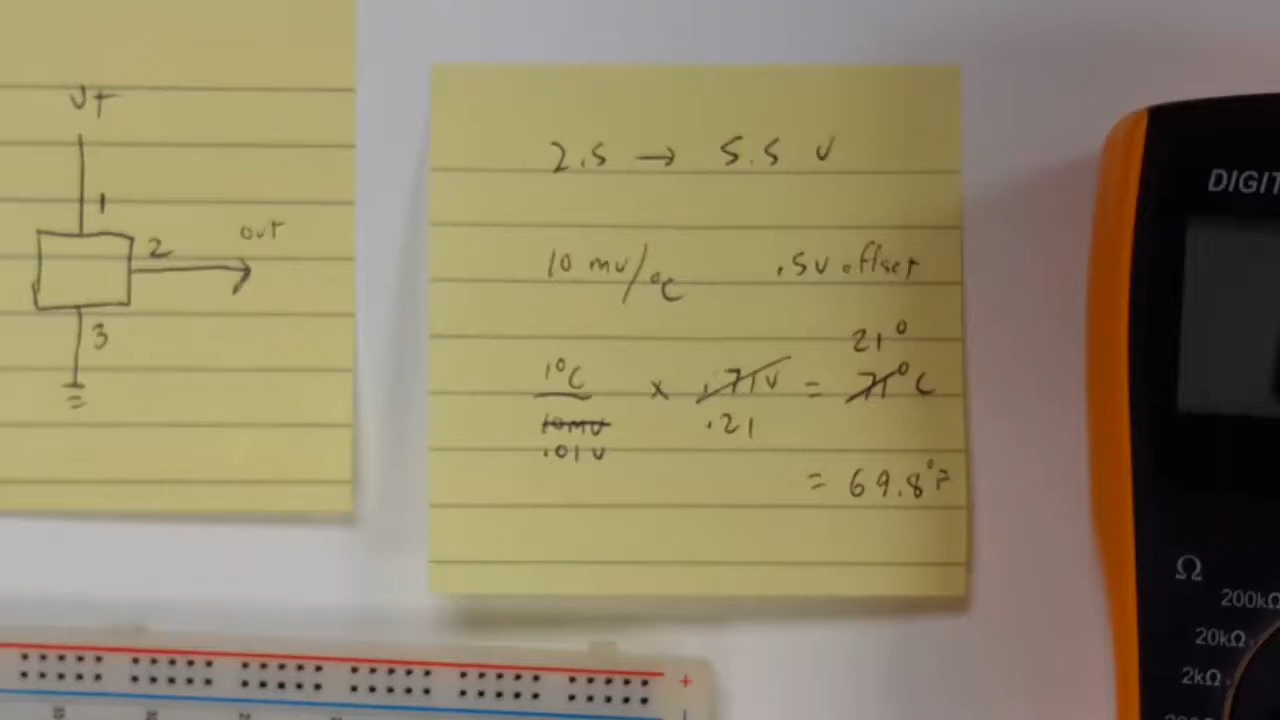 V+
1
2
out
3
2.5 → 5.5 V
10 mv/°C .5v offset
21°
1°C × .71V = 71°C
10mv .21
.01 V
= 69.8°F
DIGIT
Ω
200kΩ
20kΩ
2kΩ
+